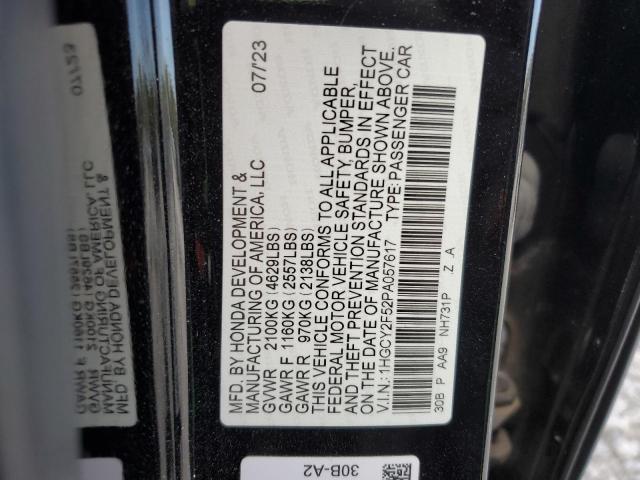 MFD. BY HONDA DEVELOPMENT &
MANUFACTURING OF AMERICA, LLC 07/'23
GVWR 2100KG (4629LBS)
GAWR F 1160KG (2557LBS)
GAWR R 970KG (2138LBS)
THIS VEHICLE CONFORMS TO ALL APPLICABLE
FEDERAL MOTOR VEHICLE SAFETY, BUMPER,
AND THEFT PREVENTION STANDARDS IN EFFECT
ON THE DATE OF MANUFACTURE SHOWN ABOVE.
V.I.N.:1HGCY2F52PA057617 TYPE:PASSENGER CAR
30B P AA9 NH731P Z A
30B-A2